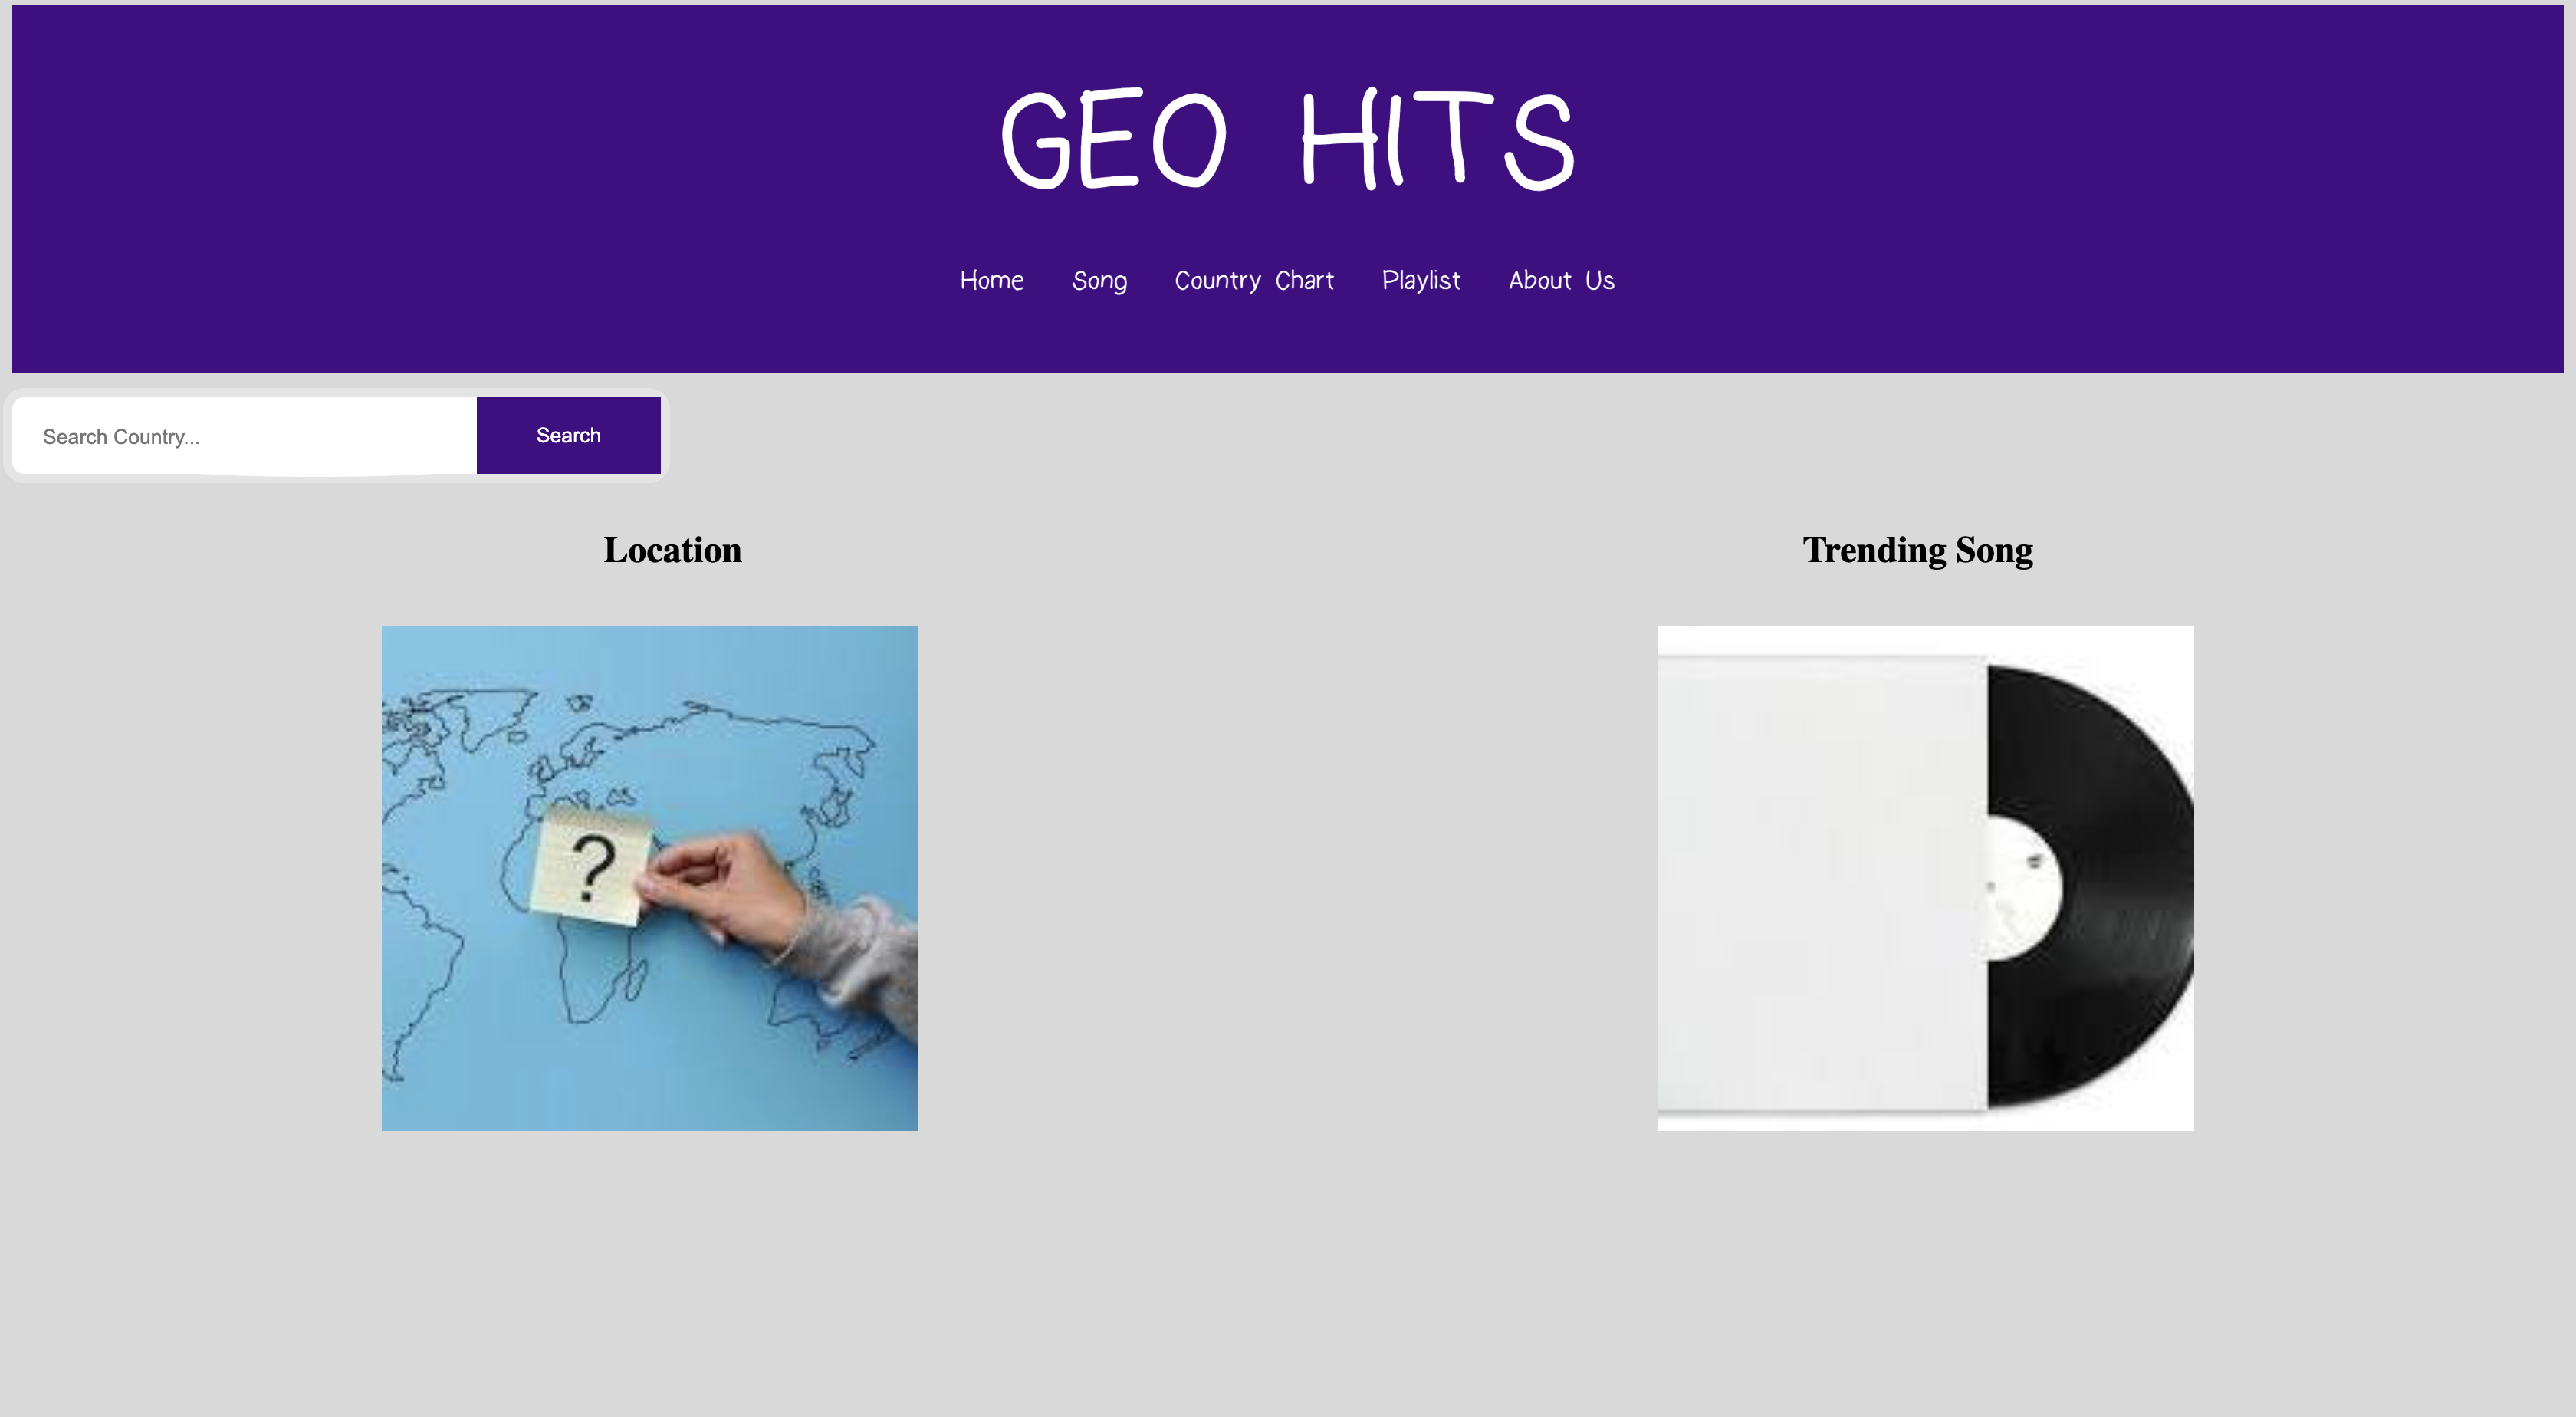 GEO HITS
Home Song Country Chart Playlist About Us
Search Country... Search
Location Trending Song
?